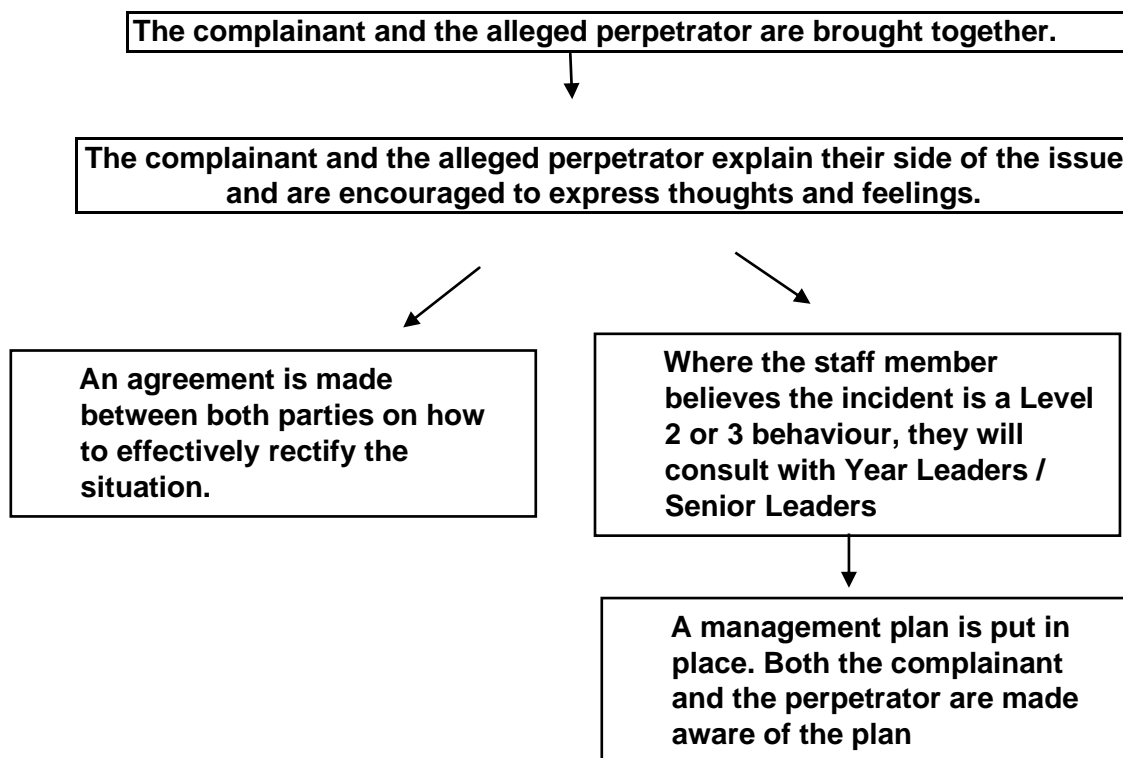 The complainant and the alleged perpetrator are brought together.
The complainant and the alleged perpetrator explain their side of the issue
and are encouraged to express thoughts and feelings.
An agreement is made
between both parties on how
to effectively rectify the
situation.
Where the staff member
believes the incident is a Level
2 or 3 behaviour, they will
consult with Year Leaders /
Senior Leaders
A management plan is put in
place. Both the complainant
and the perpetrator are made
aware of the plan